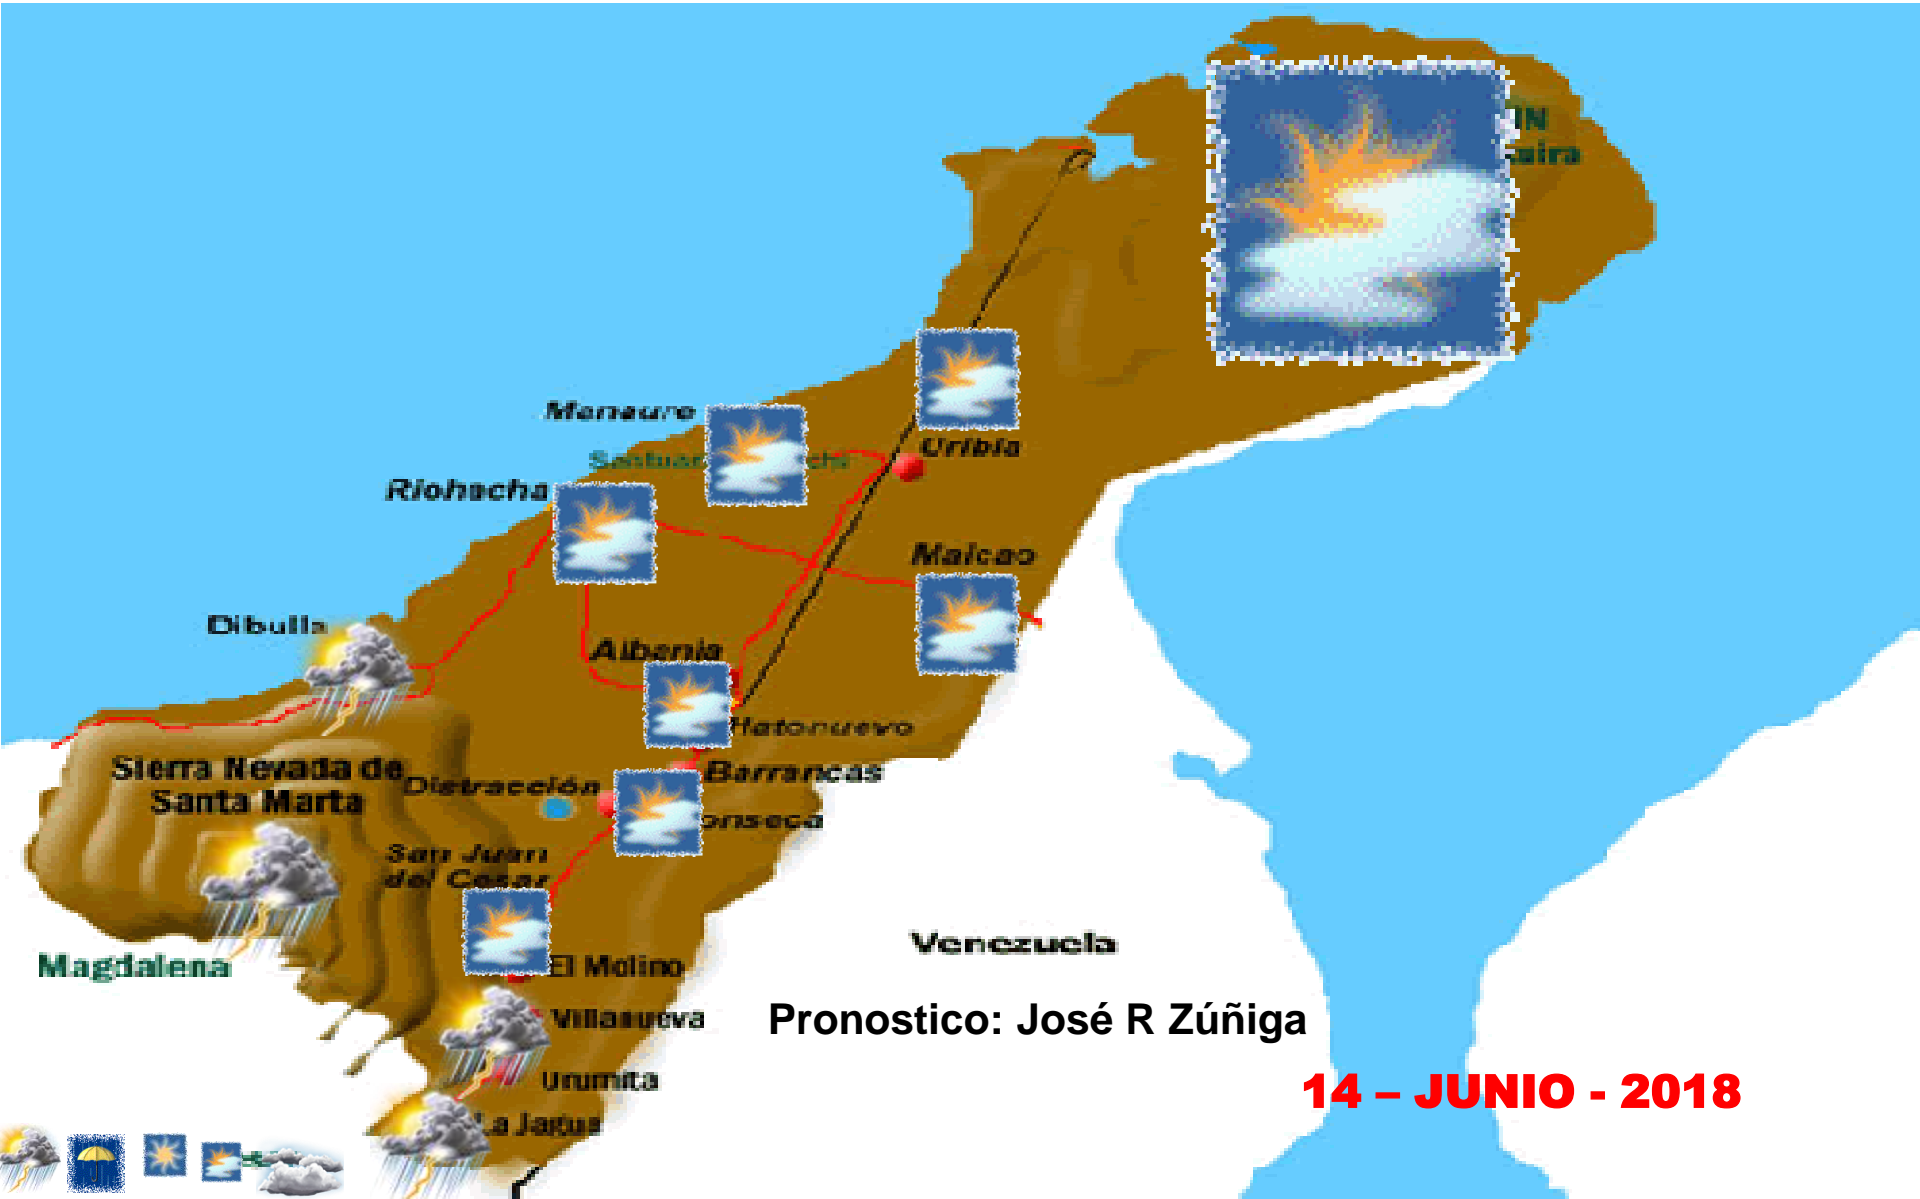 Manaure
Uribia
Riohacha
Maicao
Dibulla
Albania
Hatonuevo
Sierra Nevada de
Santa Marta
Distracción
Barrancas
onseca
San Juan
del Cesar
Venezuela
Magdalena
El Molino
Villanueva
Pronostico: José R Zúñiga
Urumita
14 – JUNIO - 2018
La Jagua